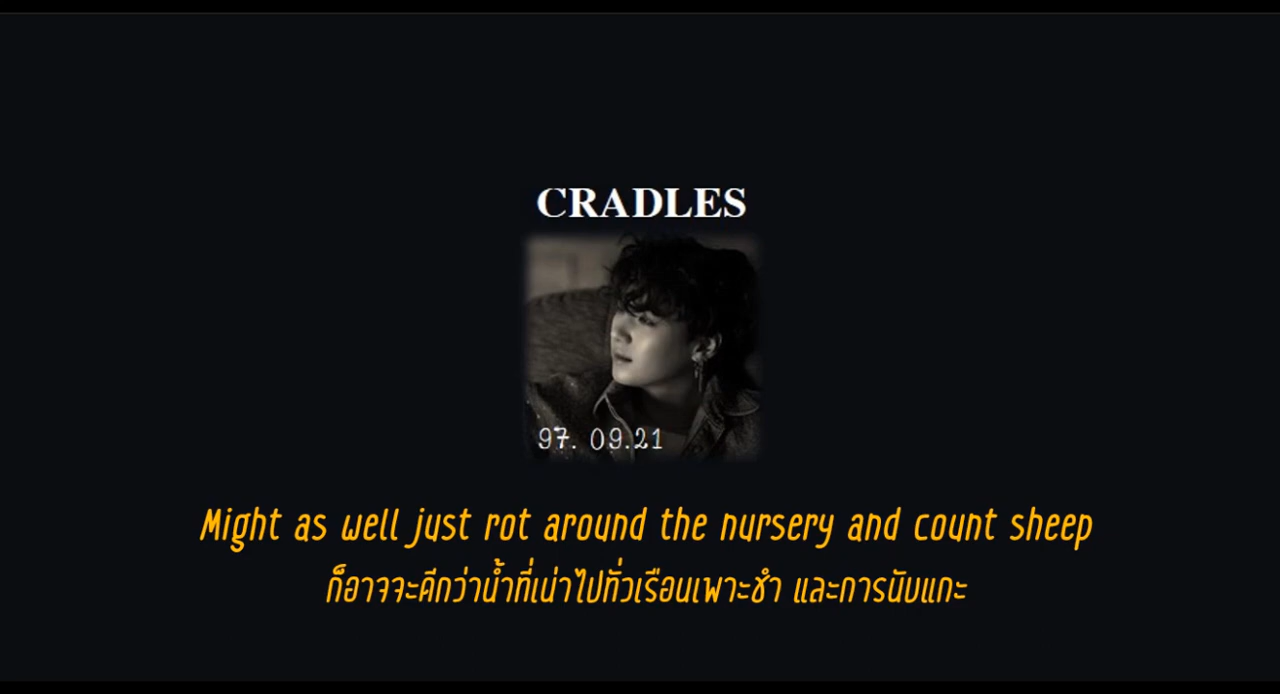 CRADLES
97. 09.21
Might as well just rot around the nursery and count sheep
ก็อาจจะดีกว่าน้ำที่เน่าไปทั่วเรือนเพาะชำ และการนับแกะ